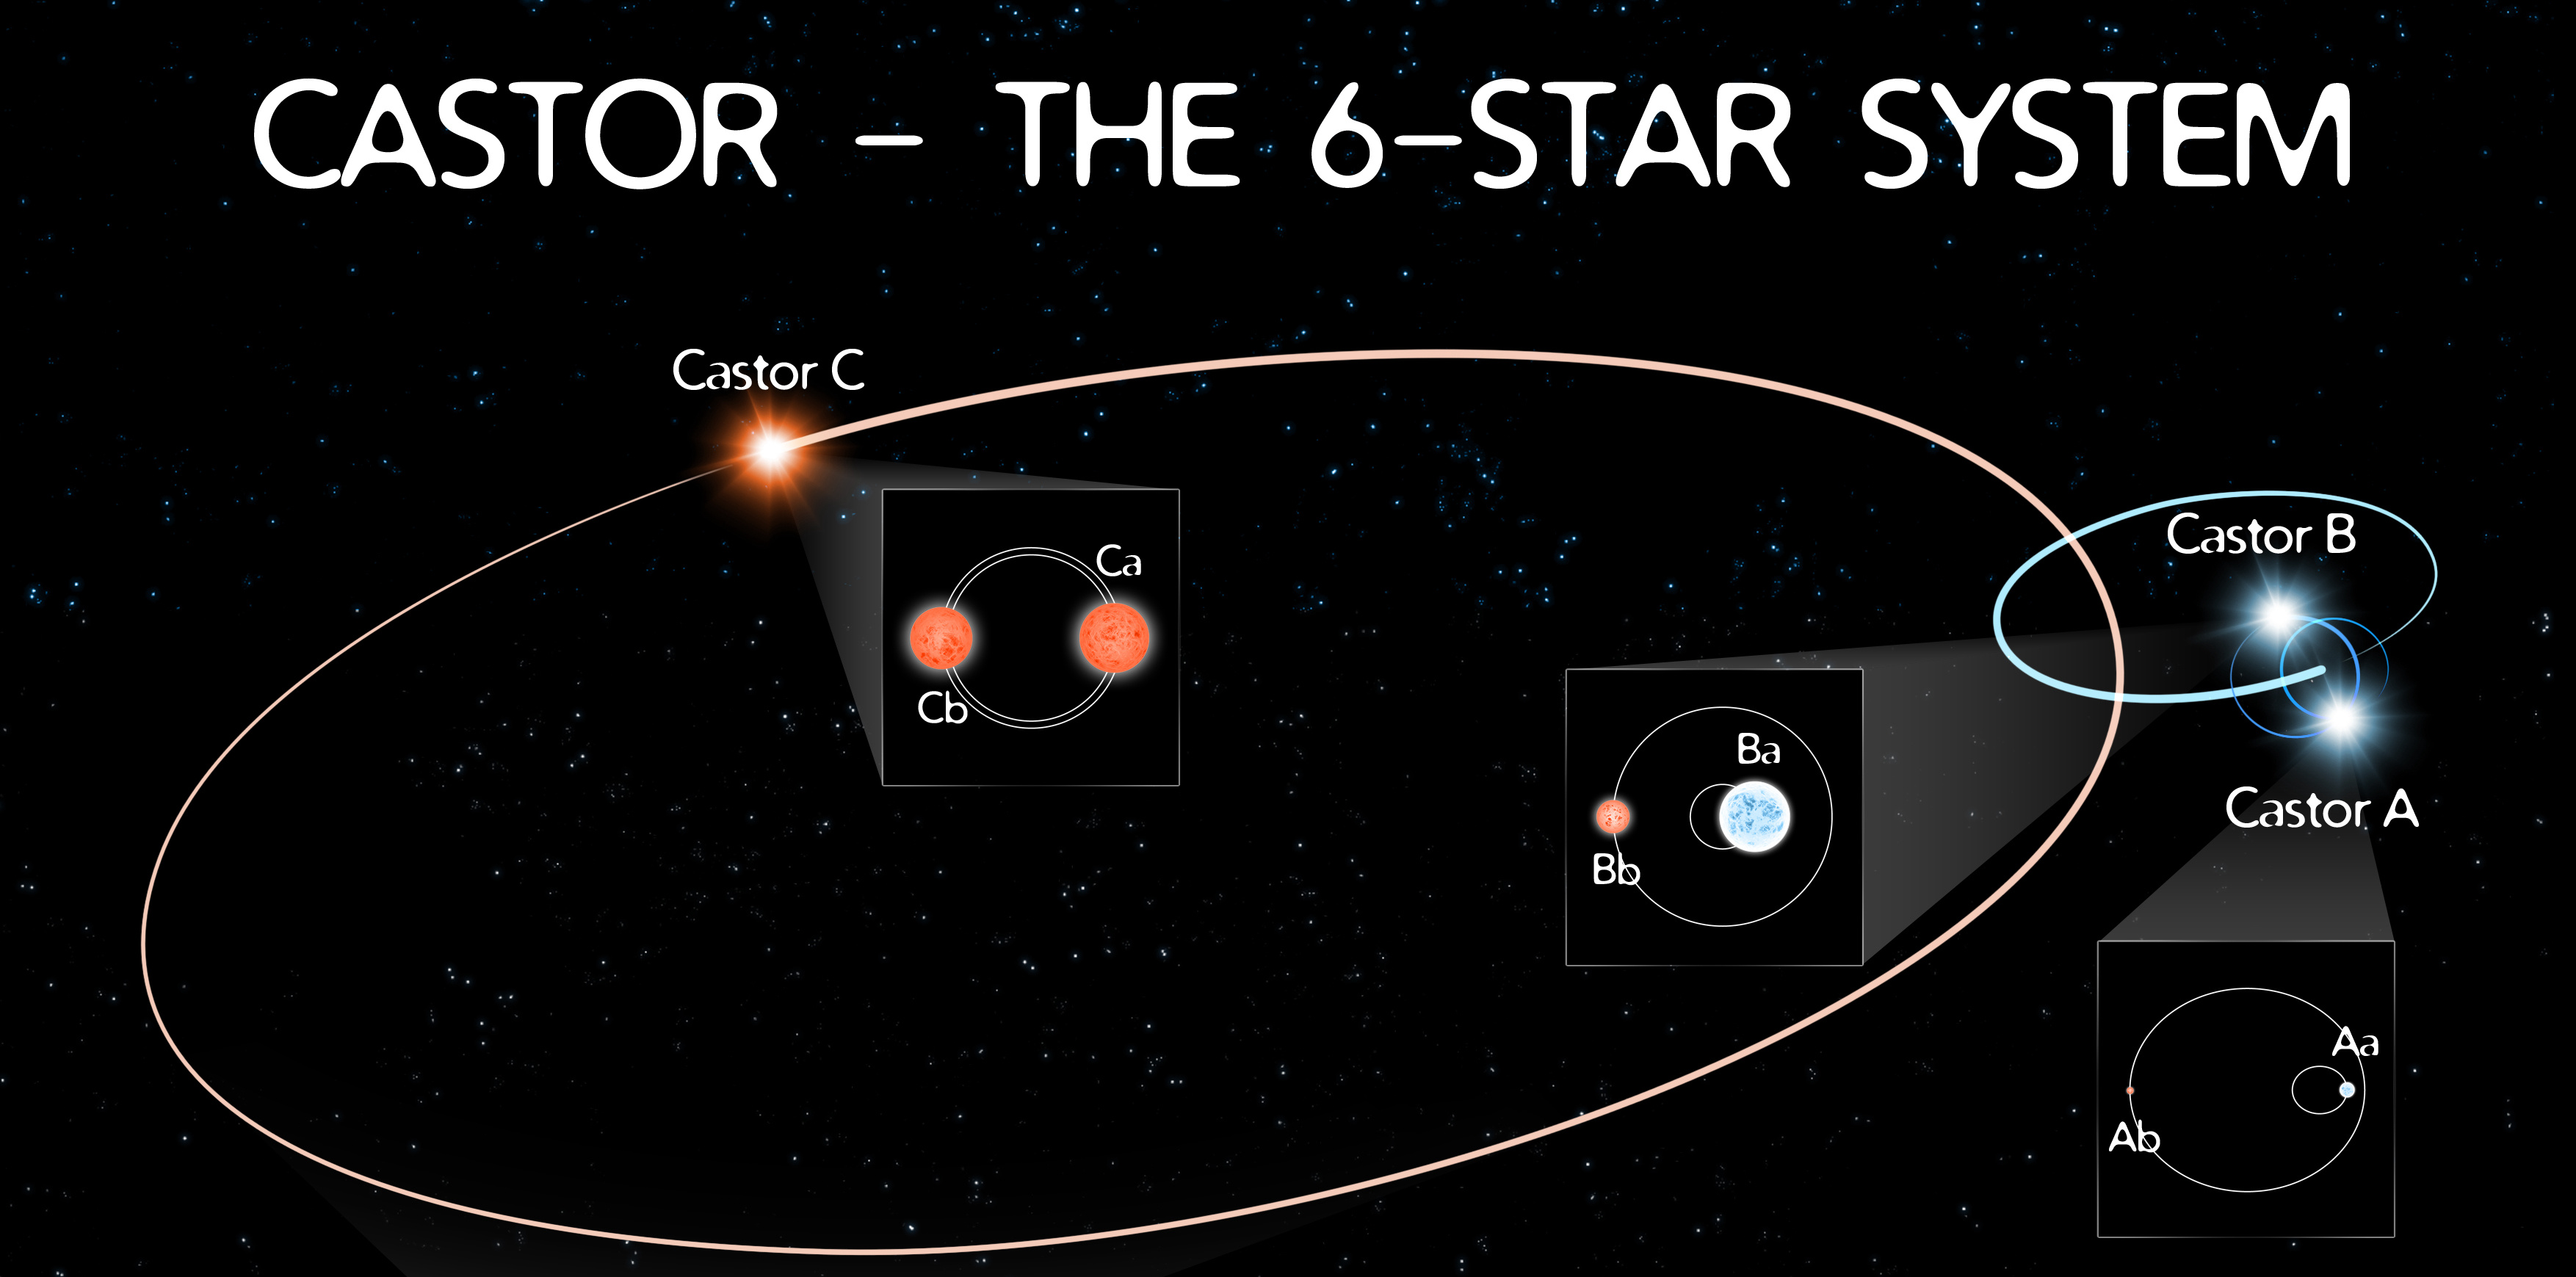 CASTOR - THE 6-STAR SYSTEM
Castor C
Ca
Cb
Castor B
Ba
Bb
Castor A
Aa
Ab